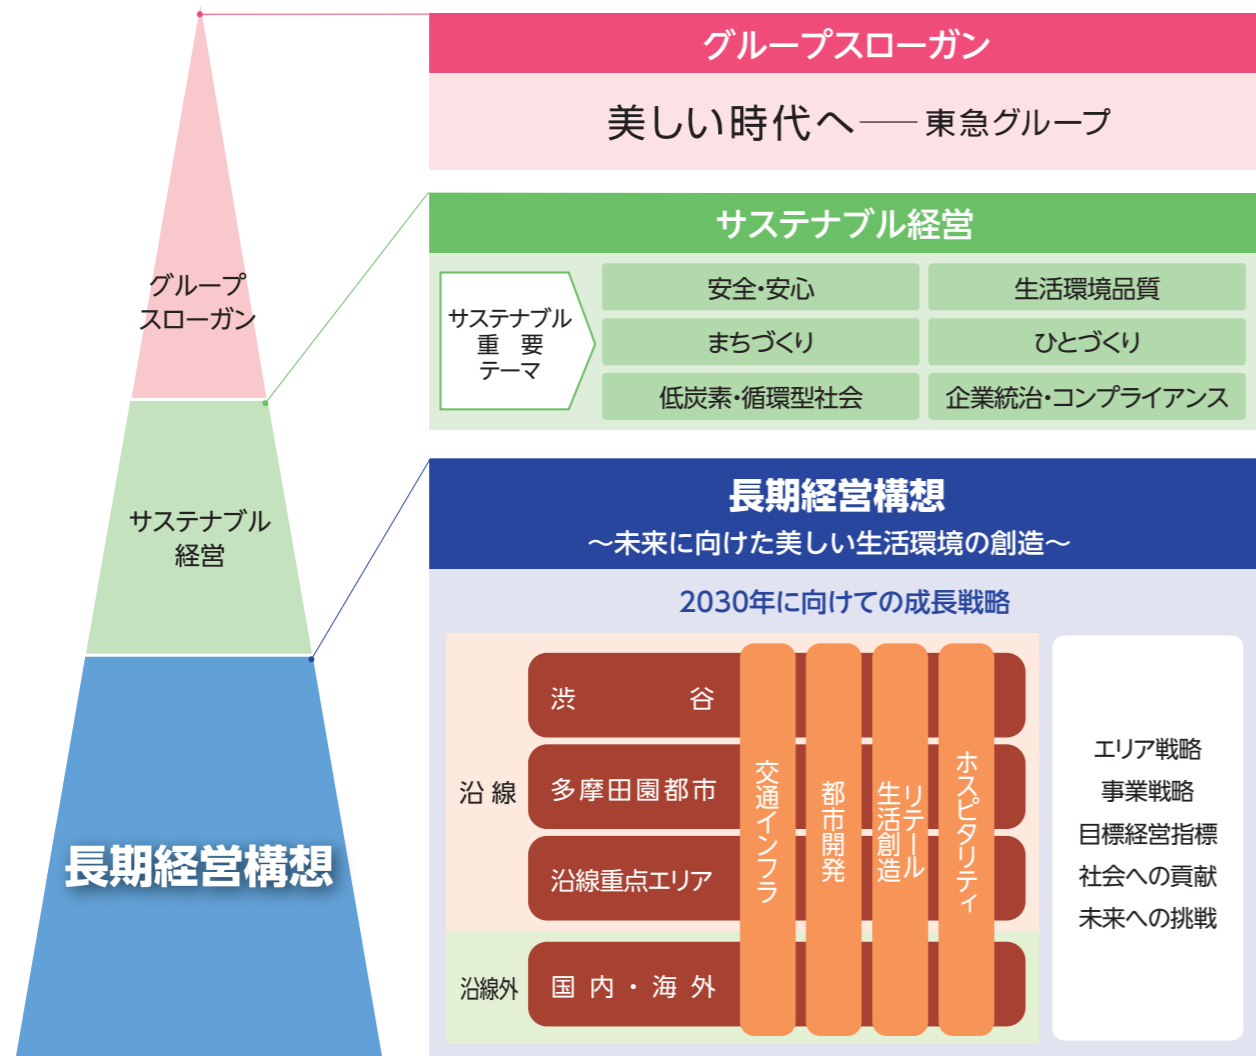 グループ
スローガン
サステナブル
経営
長期経営構想
グループスローガン
美しい時代へ──東急グループ
サステナブル経営
サステナブル
重 要
テーマ
安全・安心
生活環境品質
まちづくり
ひとづくり
低炭素・循環型社会
企業統治・コンプライアンス
長期経営構想
～未来に向けた美しい生活環境の創造～
2030年に向けての成長戦略
沿線
渋 谷
多摩田園都市
沿線重点エリア
沿線外
国内・海外
交通インフラ
都市開発
リテール
生活創造
ホスピタリティ
エリア戦略
事業戦略
目標経営指標
社会への貢献
未来への挑戦